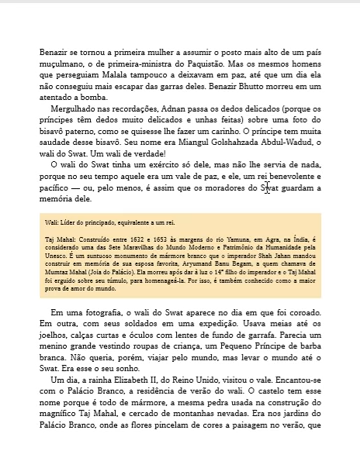 Benazir se tornou a primeira mulher a assumir o posto mais alto de um país
muçulmano, o de primeira-ministra do Paquistão. Mas os mesmos homens
que perseguiam Malala tampouco a deixavam em paz, até que um dia ela
não conseguiu mais escapar das garras deles. Benazir Bhutto morreu em um
atentado a bomba.
Mergulhado nas recordações, Adnan passa os dedos delicados (porque os
príncipes têm dedos muito delicados e unhas feitas) sobre uma foto do
bisavô paterno, como se quisesse lhe fazer um carinho. O príncipe tem muita
saudade desse bisavô. Seu nome era Miangul Golshahzada Abdul-Wadud, o
wali do Swat. Um wali de verdade!
O wali do Swat tinha um exército só dele, mas não lhe servia de nada,
porque no seu tempo aquele era um vale de paz, e ele, um rei benevolente e
pacífico — ou, pelo menos, é assim que os moradores do Swat guardam a
memória dele.
Wali: Líder do principado, equivalente a um rei.
Taj Mahal: Construído entre 1632 e 1653 às margens do rio Yamuna, em Agra, na Índia, é
considerado uma das Sete Maravilhas do Mundo Moderno e Patrimônio da Humanidade pela
Unesco. É um suntuoso monumento de mármore branco que o imperador Shah Jahan mandou
construir em memória de sua esposa favorita, Aryumand Banu Begam, a quem chamava de
Mumtaz Mahal (Joia do Palácio). Ela morreu após dar à luz o 14º filho do imperador e o Taj Mahal
foi erguido sobre seu túmulo, para homenageá-la. Por isso, é também conhecido como a maior
prova de amor do mundo.
Em uma fotografia, o wali do Swat aparece no dia em que foi coroado.
Em outra, com seus soldados em uma expedição. Usava meias até os
joelhos, calças curtas e óculos com lentes de fundo de garrafa. Parecia um
menino grande vestindo roupas de criança, um Pequeno Príncipe de barba
branca. Não queria, porém, viajar pelo mundo, mas levar o mundo até o
Swat. Era esse o seu sonho.
Um dia, a rainha Elizabeth II, do Reino Unido, visitou o vale. Encantou-se
com o Palácio Branco, a residência de verão do wali. O castelo tem esse
nome porque é todo de mármore, a mesma pedra usada na construção do
magnífico Taj Mahal, e cercado de montanhas nevadas. Era nos jardins do
Palácio Branco, onde as flores pincelam de cores a paisagem no verão, que